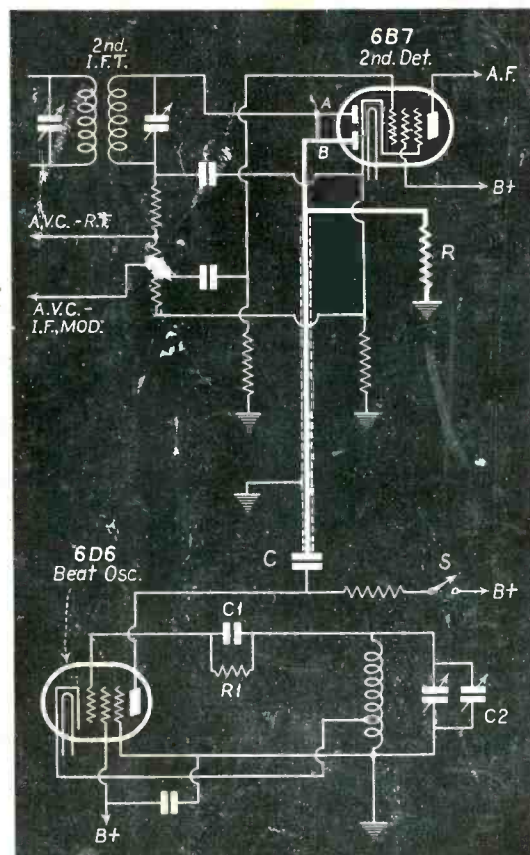 2nd.
I.F.T.
6B7
2nd. Det.
A.F.
A
B
B+
A.V.C.-R.F.
R
A.V.C.-
I.F., MOD.
C
S
B+
6D6
Beat Osc.
C1
R1
C2
B+